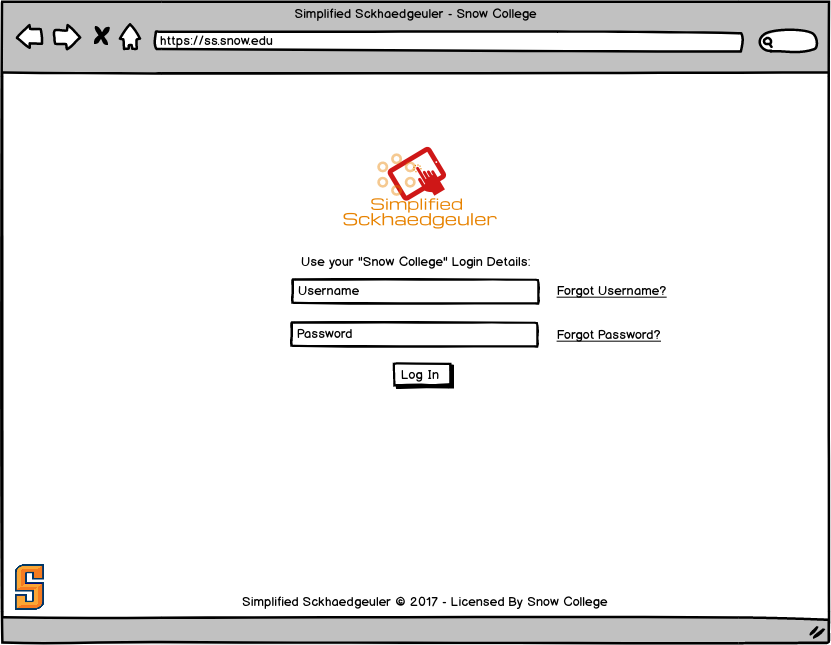 Simplified Sckhaedgeuler - Snow College
https://ss.snow.edu
Simplified
Sckhaedgeuler
Use your "Snow College" Login Details:
Username
Forgot Username?
Password
Forgot Password?
Log In
S
Simplified Sckhaedgeuler © 2017 - Licensed By Snow College